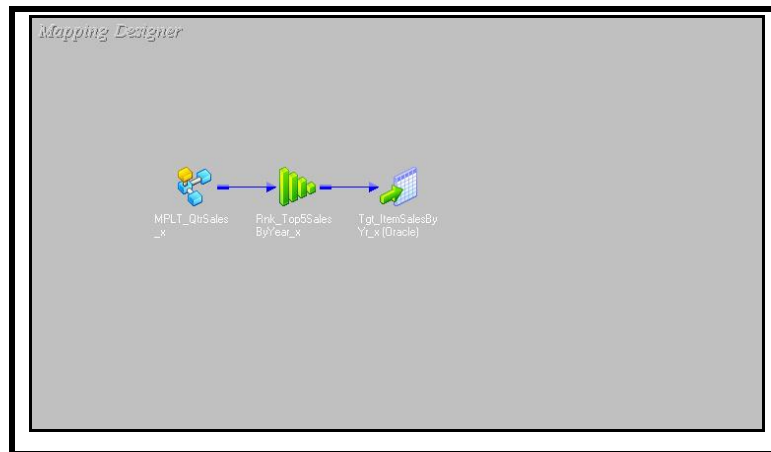 Mapping Designer
MPLT_QtrSales
_x
Rnk_Top5Sales
ByYear_x
Tgt_ItemSalesBy
Yr_x (Oracle)